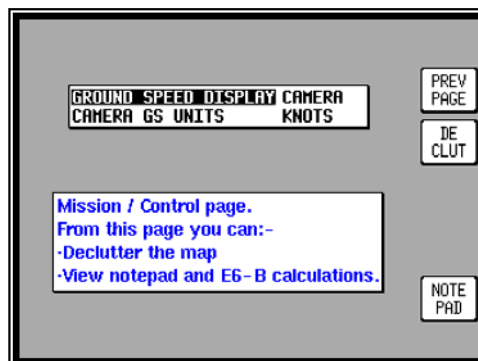 GROUND SPEED DISPLAY CAMERA
CAMERA GS UNITS KNOTS
PREV
PAGE
DE
CLUT
Mission / Control page.
From this page you can:-
·Declutter the map
·View notepad and E6-B calculations.
NOTE
PAD